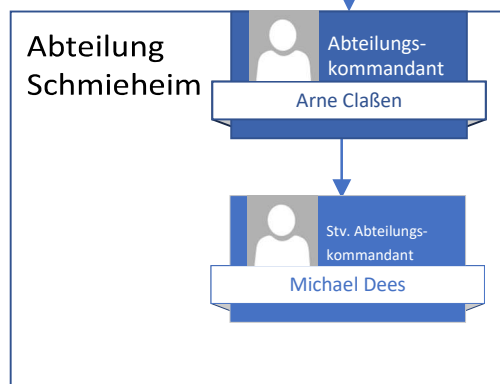 Abteilung
Schmieheim
Abteilungs-
kommandant
Arne Claßen
Stv. Abteilungs-
kommandant
Michael Dees